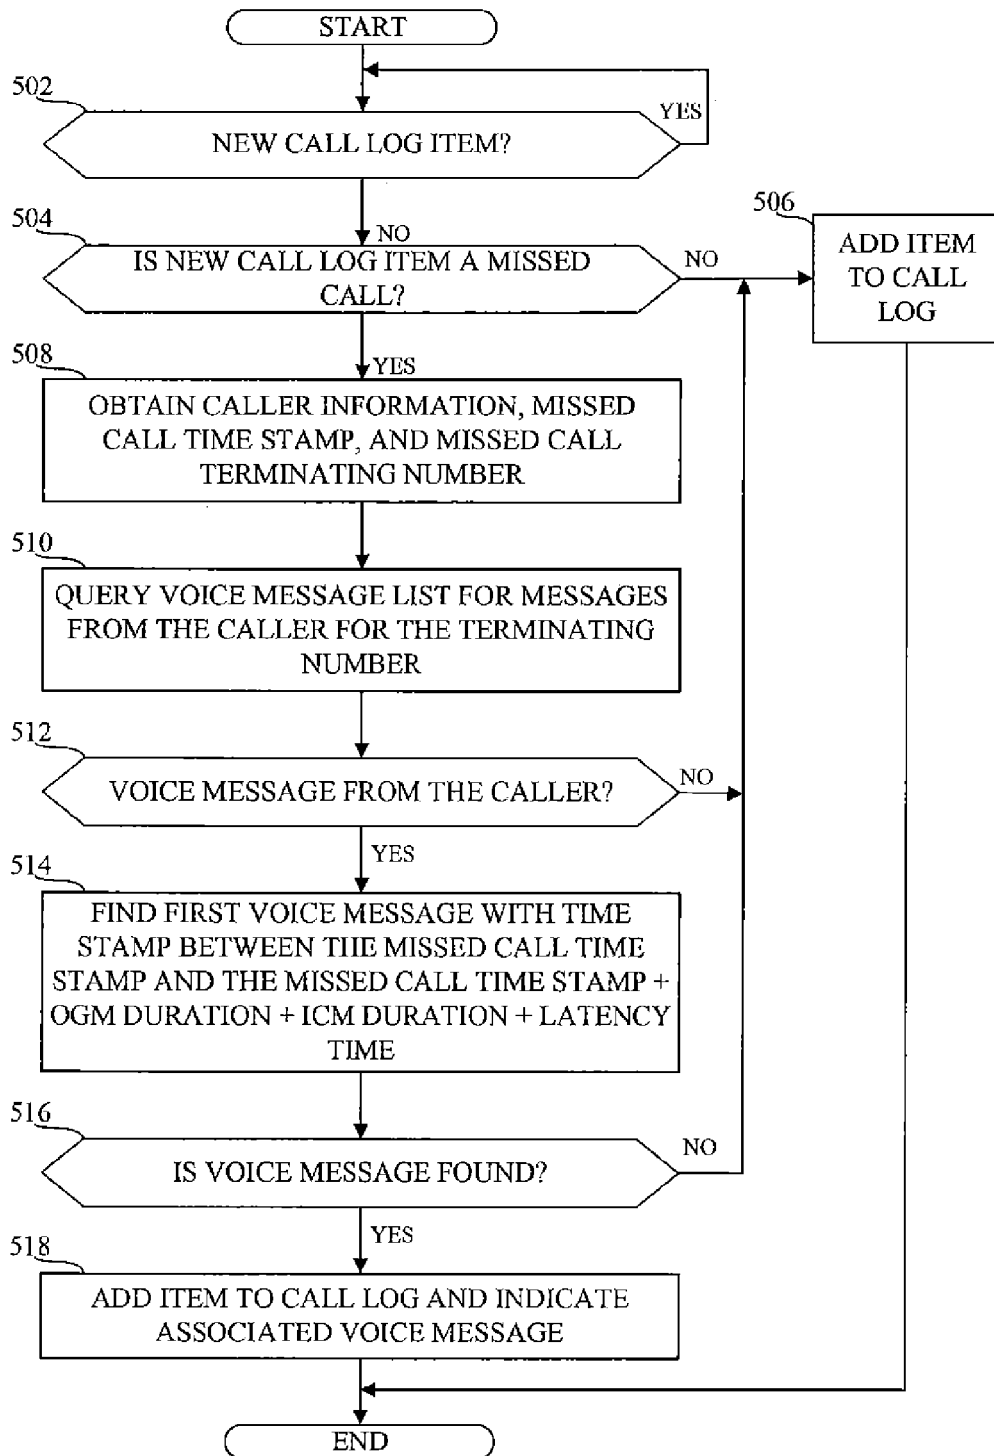 START
502
YES
NEW CALL LOG ITEM?
504
NO
IS NEW CALL LOG ITEM A MISSED
CALL?
NO
506
ADD ITEM
TO CALL
LOG
508
YES
OBTAIN CALLER INFORMATION, MISSED
CALL TIME STAMP, AND MISSED CALL
TERMINATING NUMBER
510
QUERY VOICE MESSAGE LIST FOR MESSAGES
FROM THE CALLER FOR THE TERMINATING
NUMBER
512
VOICE MESSAGE FROM THE CALLER?
NO
YES
514
FIND FIRST VOICE MESSAGE WITH TIME
STAMP BETWEEN THE MISSED CALL TIME
STAMP AND THE MISSED CALL TIME STAMP +
OGM DURATION + ICM DURATION + LATENCY
TIME
516
IS VOICE MESSAGE FOUND?
NO
YES
518
ADD ITEM TO CALL LOG AND INDICATE
ASSOCIATED VOICE MESSAGE
END